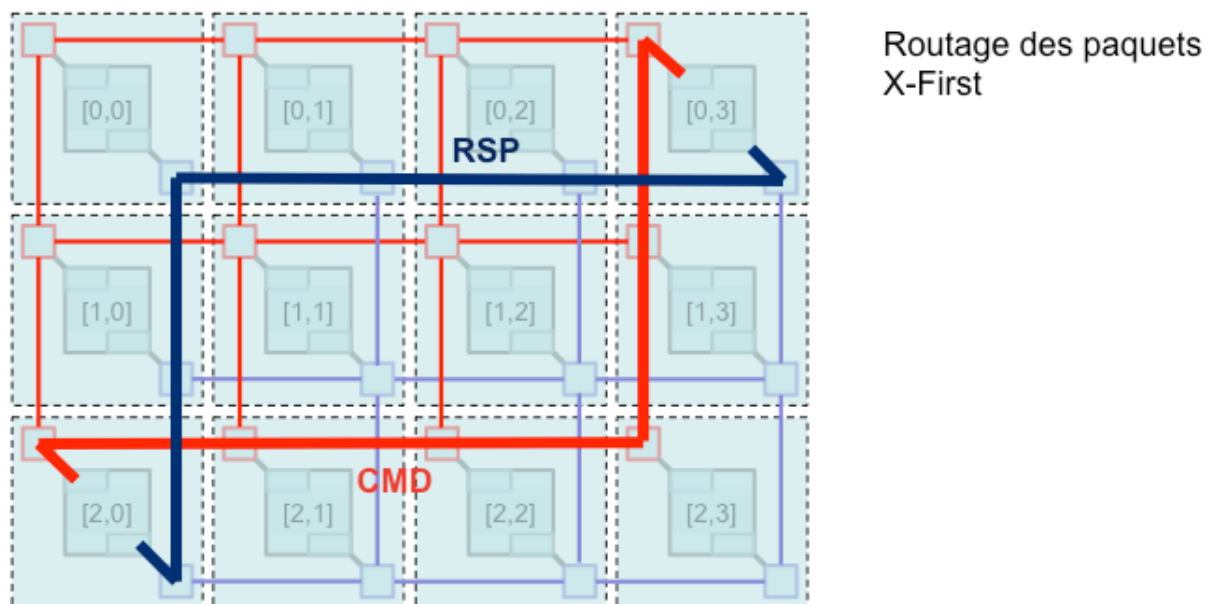 Routage des paquets
X-First
[0,0] [0,1] [0,2] [0,3]
RSP
[1,0] [1,1] [1,2] [1,3]
CMD
[2,0] [2,1] [2,2] [2,3]